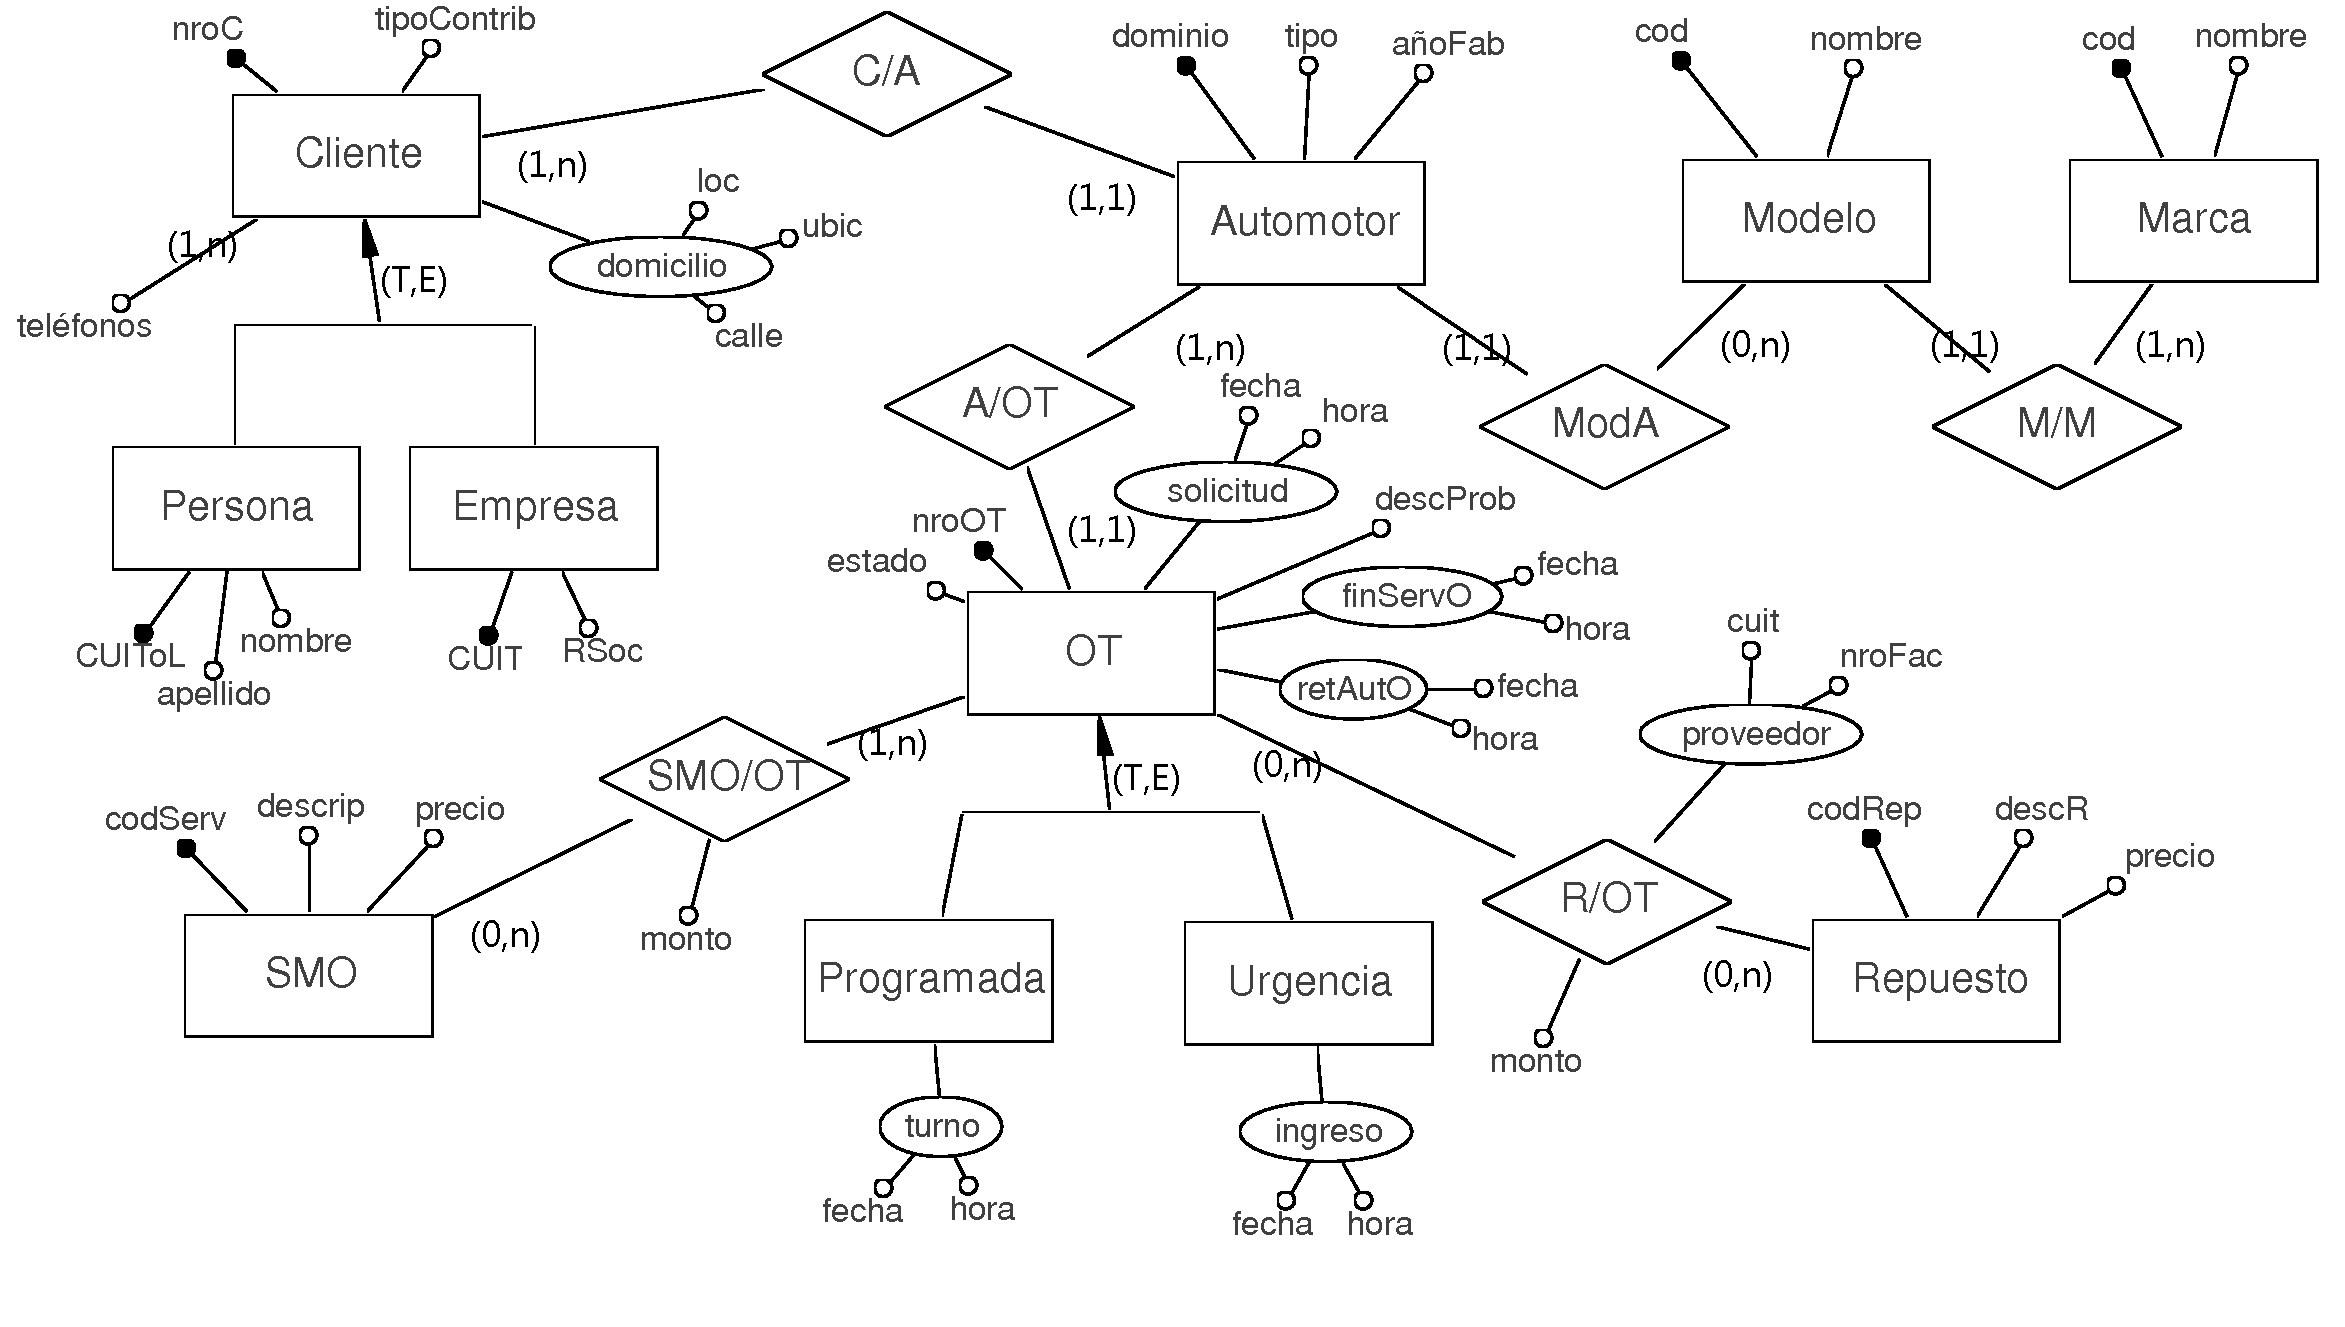 nroC
tipoContrib
C/A
dominio
tipo
añoFab
cod
nombre
cod
nombre
Cliente
(1,n)
(1,1)
Automotor
Modelo
Marca
(1,n)
teléfonos
(T,E)
domicilio
loc
ubic
calle
(1,n)
(1,1)
(0,n)
(1,1)
(1,n)
A/OT
ModA
M/M
fecha
hora
solicitud
Persona
Empresa
(1,1)
nroOT
estado
descProb
finServO
fecha
hora
OT
retAutO
fecha
hora
CUIToL
apellido
nombre
CUIT
RSoc
cuit
nroFac
proveedor
SMO/OT
(1,n)
(T,E)
(0,n)
codServ
descrip
precio
codRep
descR
precio
SMO
(0,n)
monto
Programada
Urgencia
R/OT
(0,n)
Repuesto
monto
turno
fecha
hora
ingreso
fecha
hora